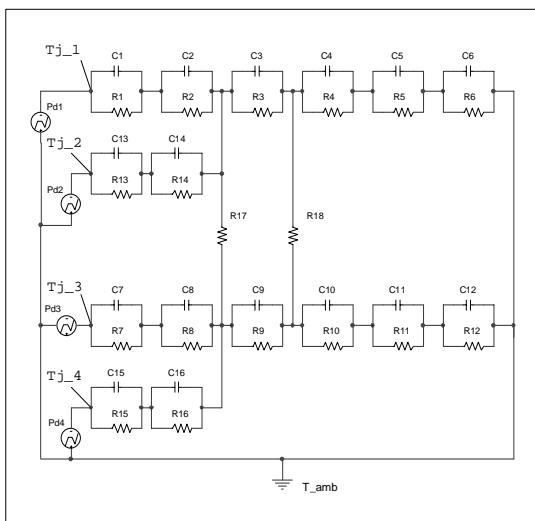 Tj_1
C1 C2 C3 C4 C5 C6
R1 R2 R3 R4 R5 R6
Pd1
Tj_2
C13 C14
R13 R14
Pd2
R17 R18
Tj_3
C7 C8 C9 C10 C11 C12
Pd3
R7 R8 R9 R10 R11 R12
Tj_4
C15 C16
R15 R16
Pd4
T_amb